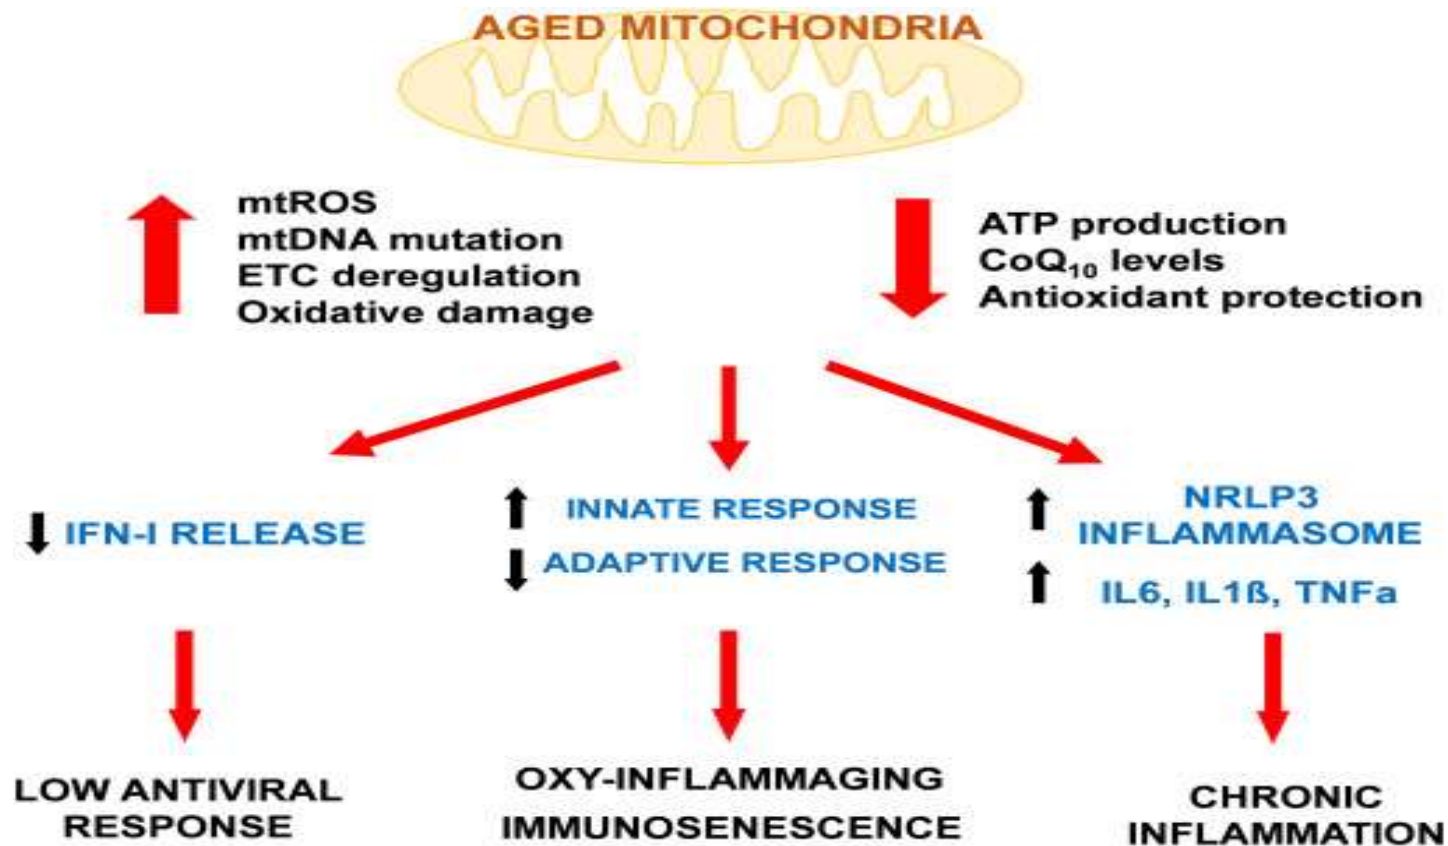 AGED MITOCHONDRIA
mtROS
mtDNA mutation
ETC deregulation
Oxidative damage
ATP production
CoQ₁₀ levels
Antioxidant protection
IFN-I RELEASE
INNATE RESPONSE
ADAPTIVE RESPONSE
NRLP3
INFLAMMASOME
IL6, IL1ß, TNFa
LOW ANTIVIRAL
RESPONSE
OXY-INFLAMMAGING
IMMUNOSENESCENCE
CHRONIC
INFLAMMATION